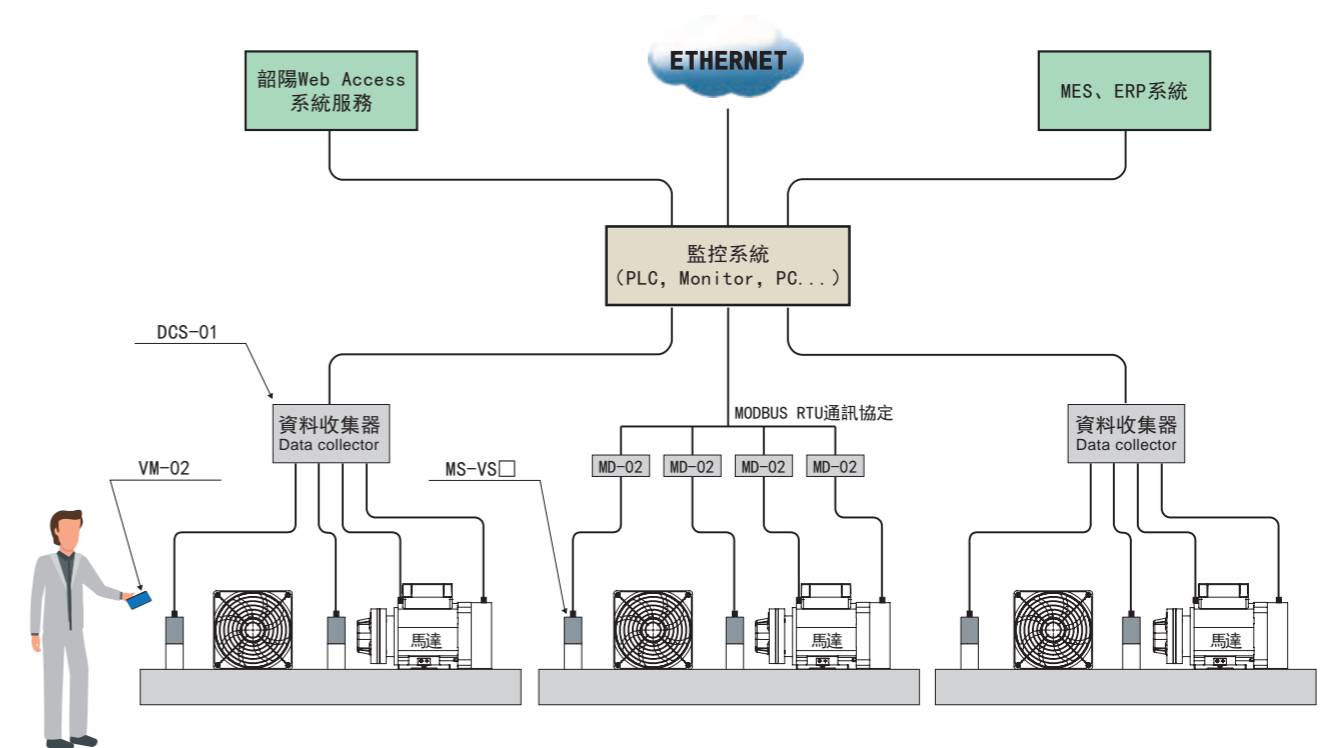 韶陽Web Access
系統服務
ETHERNET
MES、ERP系統
監控系統
(PLC, Monitor, PC...)
DCS-01
資料收集器
Data collector
MODBUS RTU通訊協定
資料收集器
Data collector
VM-02
MS-VS□
MD-02
MD-02
MD-02
MD-02
馬達
馬達
馬達